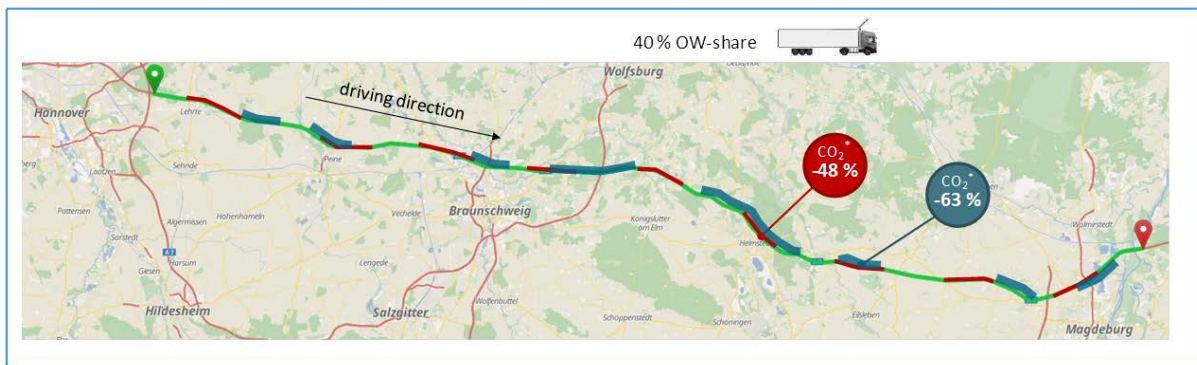 40 % OW-share
Wolfsburg
driving direction
Hannover
Lehrte
Sehnde
Peine
Laatzen
CO₂*
-48 %
CO₂*
-63 %
Pattensen
Algermissen
Hohenhameln
Vechelde
Braunschweig
Königslutter
am Elm
Helmstedt
Wolmirstedt
Sarstedt
A 7
Giesen
Harsum
Lengede
Hildesheim
Salzgitter
Wolfenbüttel
Schöppenstedt
Schöningen
Eilsleben
Magdeburg